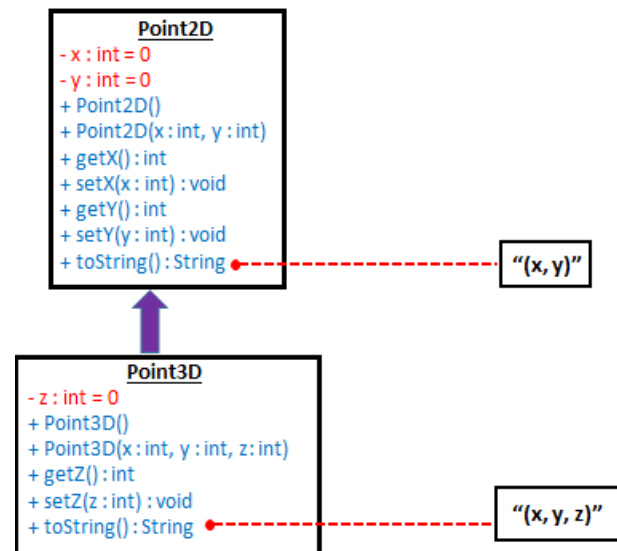 Point2D
- x : int = 0
- y : int = 0
+ Point2D()
+ Point2D(x : int, y : int)
+ getX() : int
+ setX(x : int) : void
+ getY() : int
+ setY(y : int) : void
+ toString() : String
“(x, y)”
Point3D
- z : int = 0
+ Point3D()
+ Point3D(x : int, y : int, z: int)
+ getZ() : int
+ setZ(z : int) : void
+ toString() : String
“(x, y, z)”